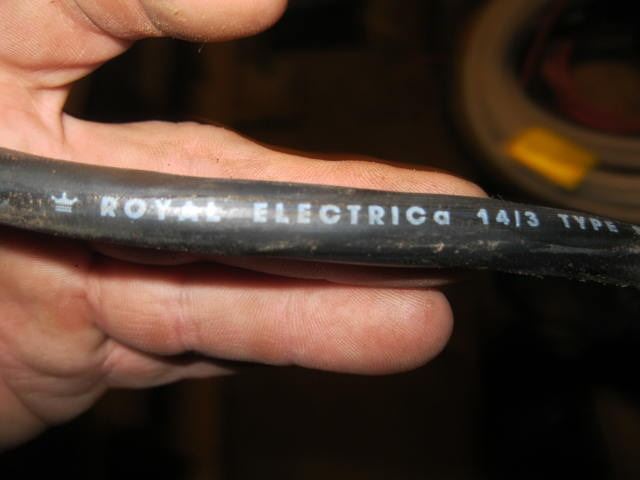 ROYAL ELECTRICa 14/3 TYPE